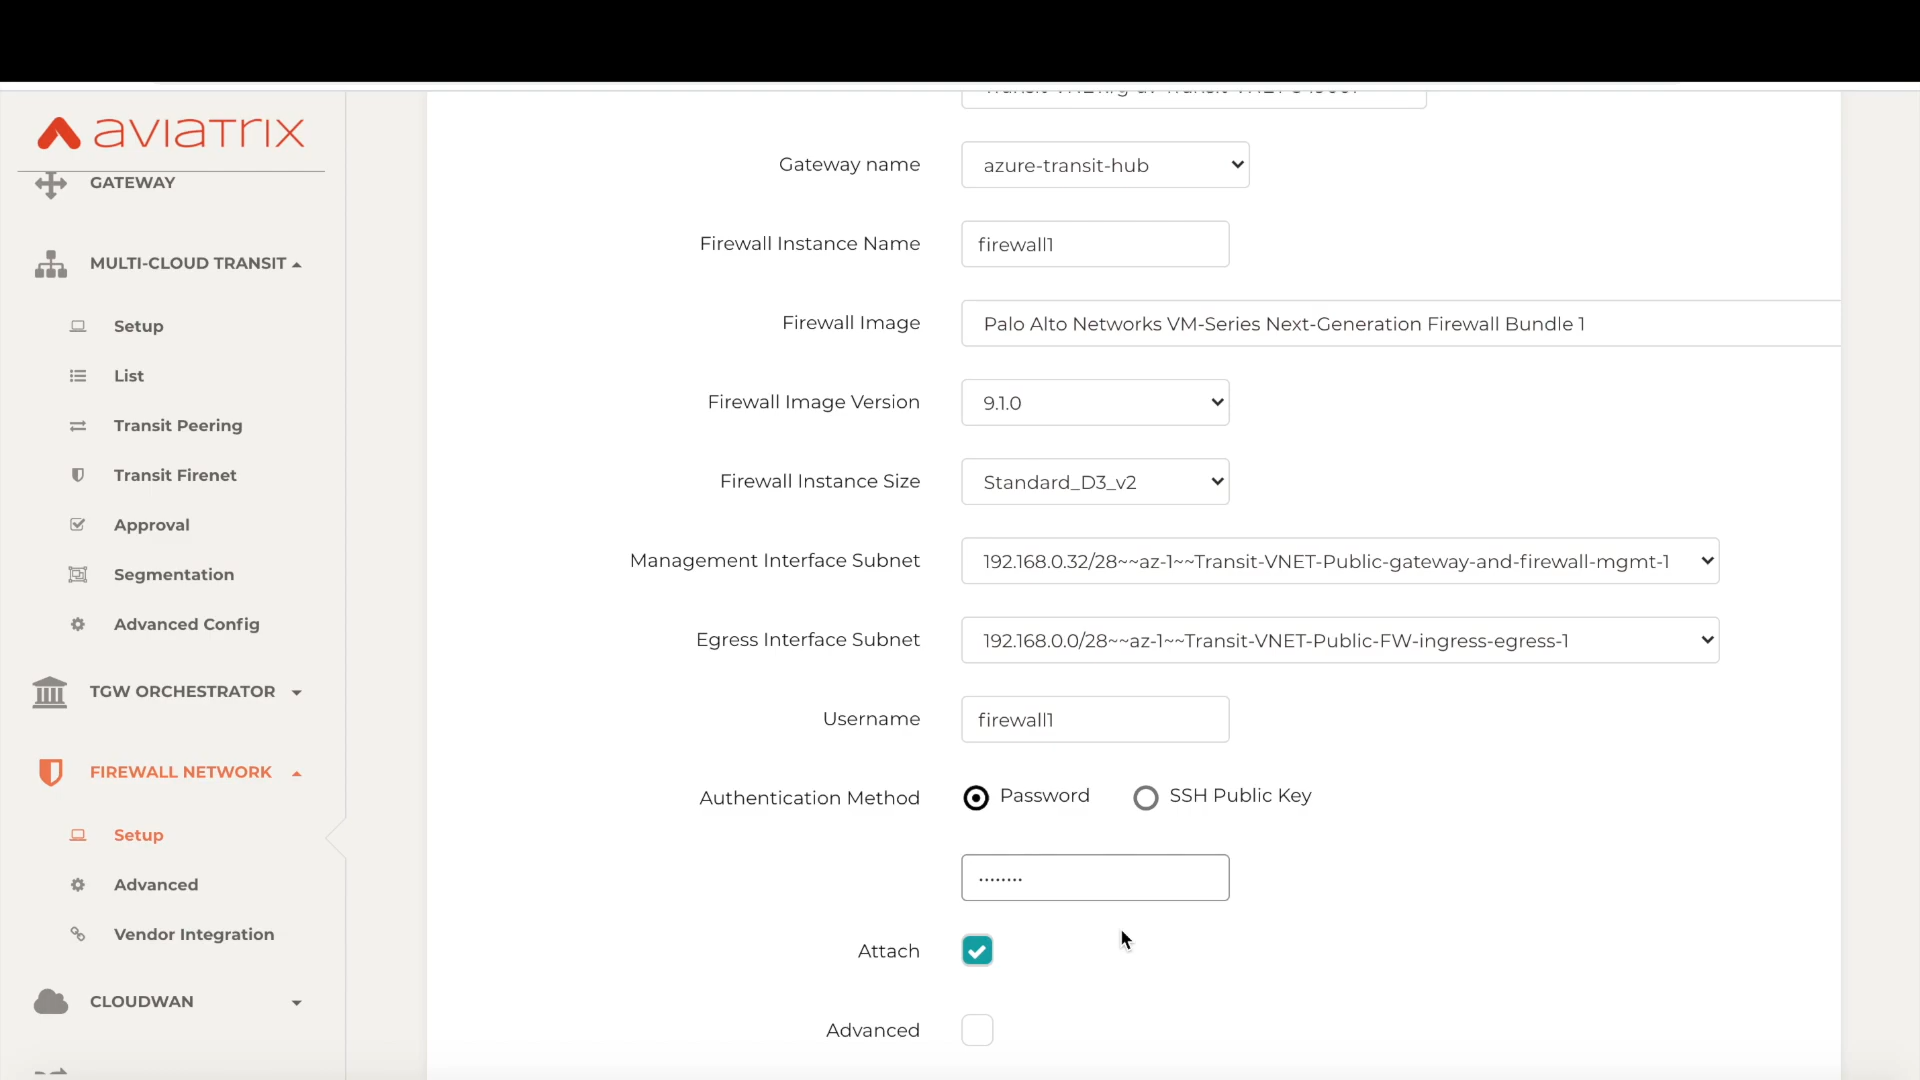 aviatrix
GATEWAY
MULTI-CLOUD TRANSIT
Setup
List
Transit Peering
Transit Firenet
Approval
Segmentation
Advanced Config
TGW ORCHESTRATOR
FIREWALL NETWORK
Setup
Advanced
Vendor Integration
CLOUDWAN
Gateway name azure-transit-hub
Firewall Instance Name firewall1
Firewall Image Palo Alto Networks VM-Series Next-Generation Firewall Bundle 1
Firewall Image Version 9.1.0
Firewall Instance Size Standard_D3_v2
Management Interface Subnet 192.168.0.32/28~~az-1~~Transit-VNET-Public-gateway-and-firewall-mgmt-1
Egress Interface Subnet 192.168.0.0/28~~az-1~~Transit-VNET-Public-FW-ingress-egress-1
Username firewall1
Authentication Method Password SSH Public Key
........
Attach
Advanced